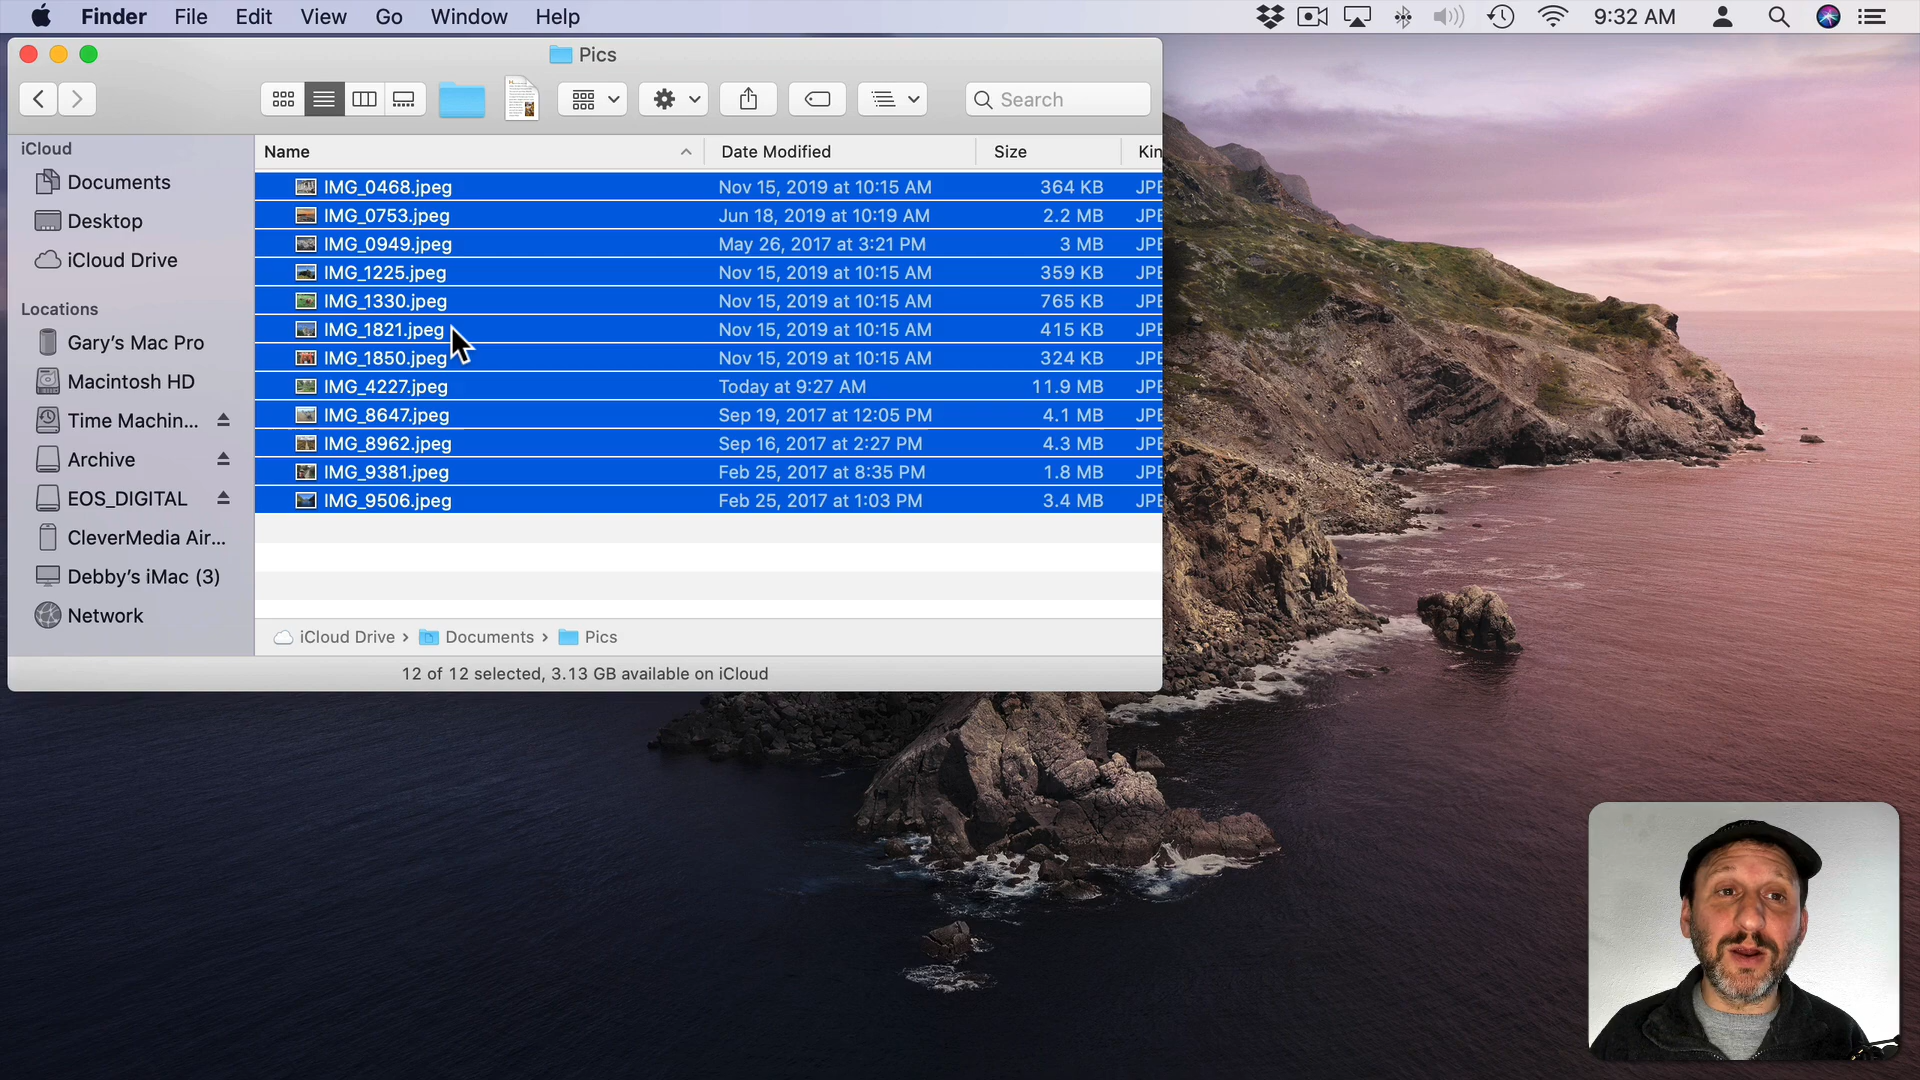 Finder File Edit View Go Window Help 9:32 AM
Pics
Search
iCloud
Documents
Desktop
iCloud Drive
Locations
Gary's Mac Pro
Macintosh HD
Time Machin...
Archive
EOS_DIGITAL
CleverMedia Air...
Debby's iMac (3)
Network
Name Date Modified Size Kin
IMG_0468.jpeg Nov 15, 2019 at 10:15 AM 364 KB JPE
IMG_0753.jpeg Jun 18, 2019 at 10:19 AM 2.2 MB JPE
IMG_0949.jpeg May 26, 2017 at 3:21 PM 3 MB JPE
IMG_1225.jpeg Nov 15, 2019 at 10:15 AM 359 KB JPE
IMG_1330.jpeg Nov 15, 2019 at 10:15 AM 765 KB JPE
IMG_1821.jpeg Nov 15, 2019 at 10:15 AM 415 KB JPE
IMG_1850.jpeg Nov 15, 2019 at 10:15 AM 324 KB JPE
IMG_4227.jpeg Today at 9:27 AM 11.9 MB JPE
IMG_8647.jpeg Sep 19, 2017 at 12:05 PM 4.1 MB JPE
IMG_8962.jpeg Sep 16, 2017 at 2:27 PM 4.3 MB JPE
IMG_9381.jpeg Feb 25, 2017 at 8:35 PM 1.8 MB JPE
IMG_9506.jpeg Feb 25, 2017 at 1:03 PM 3.4 MB JPE
iCloud Drive › Documents › Pics
12 of 12 selected, 3.13 GB available on iCloud